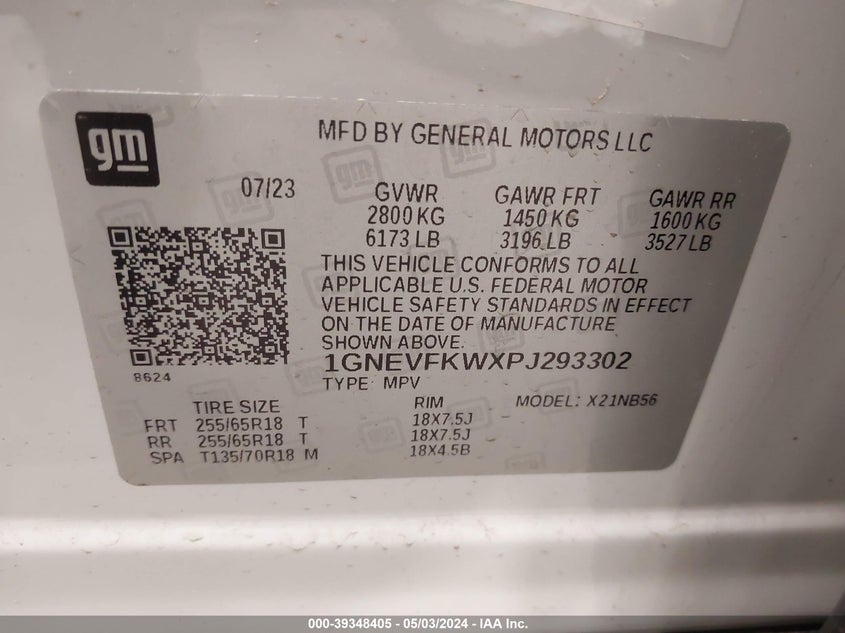 gm
MFD BY GENERAL MOTORS LLC
07/23
GVWR GAWR FRT GAWR RR
2800 KG 1450 KG 1600 KG
6173 LB 3196 LB 3527 LB
THIS VEHICLE CONFORMS TO ALL
APPLICABLE U.S. FEDERAL MOTOR
VEHICLE SAFETY STANDARDS IN EFFECT
ON THE DATE OF MANUFACTURE
SHOWN ABOVE.
1GNEVFKWXPJ293302
8624
TYPE: MPV
TIRE SIZE RIM MODEL: X21NB56
FRT 255/65R18 T 18X7.5J
RR 255/65R18 T 18X7.5J
SPA T135/70R18 M 18X4.5B
000-39348405 - 05/03/2024 - IAA Inc.